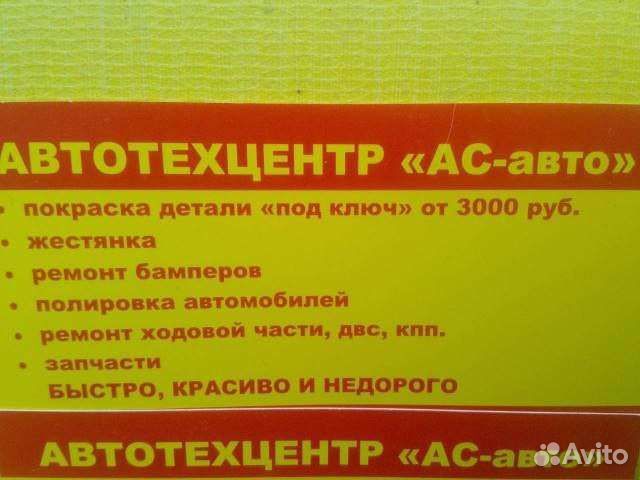 АВТОТЕХЦЕНТР «АС-авто»
• покраска детали «под ключ» от 3000 руб.
• жестянка
• ремонт бамперов
• полировка автомобилей
• ремонт ходовой части, двс, кпп.
• запчасти
БЫСТРО, КРАСИВО И НЕДОРОГО
АВТОТЕХЦЕНТР «АС-авто»
Avito